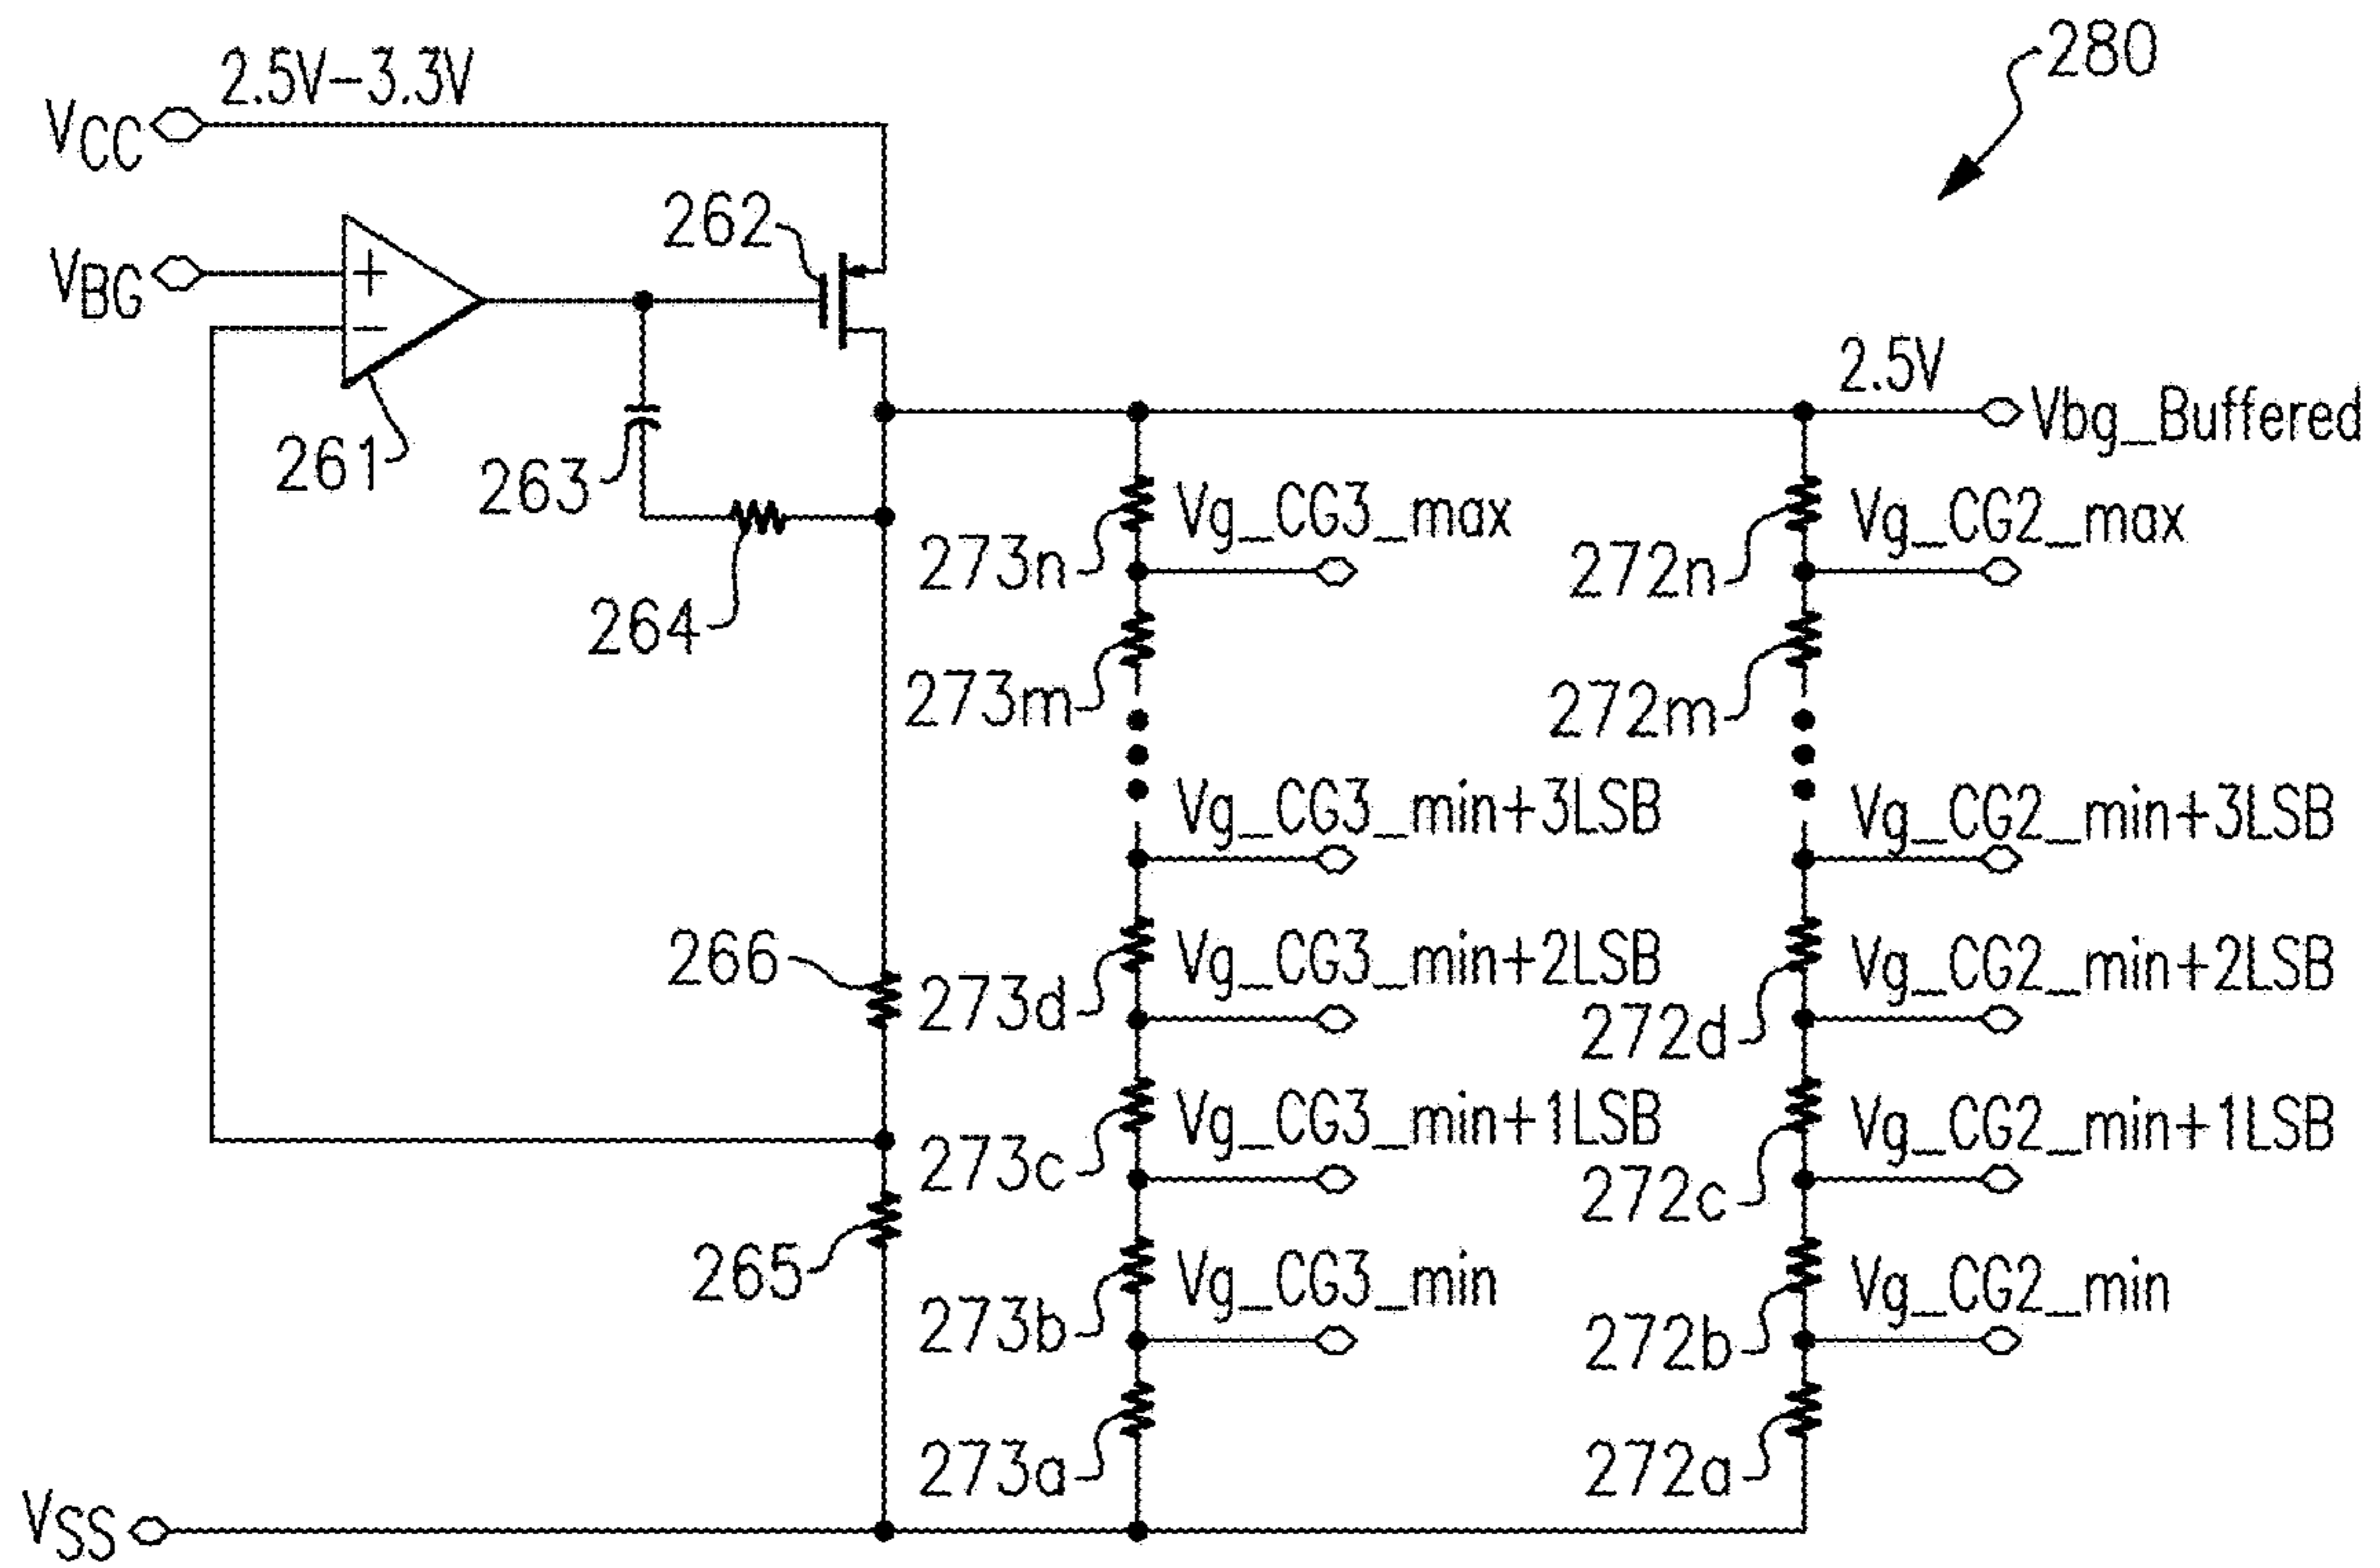 280
2.5V-3.3V
VCC
262
VBG
+
−
2.5V
Vbg_Buffered
261
263
Vg_CG3_max
Vg_CG2_max
273n
272n
264
273m
272m
Vg_CG3_min+3LSB
Vg_CG2_min+3LSB
266
Vg_CG3_min+2LSB
Vg_CG2_min+2LSB
273d
272d
Vg_CG3_min+1LSB
Vg_CG2_min+1LSB
273c
272c
265
Vg_CG3_min
Vg_CG2_min
273b
272b
273a
272a
VSS